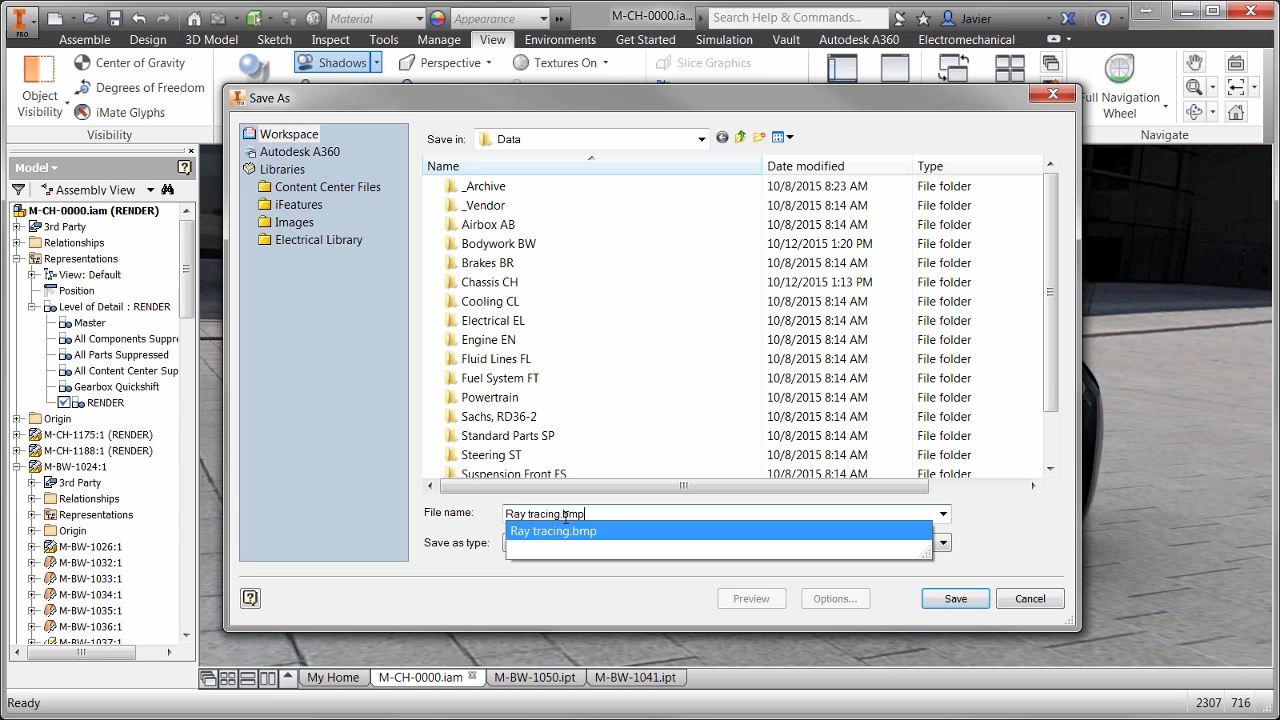 PRO
Material
Appearance
M-CH-0000.ia...
Search Help & Commands...
Javier
Assemble
Design
3D Model
Sketch
Inspect
Tools
Manage
View
Environments
Get Started
Simulation
Vault
Autodesk A360
Electromechanical
Object
Visibility
Center of Gravity
Degrees of Freedom
iMate Glyphs
Visibility
Shadows
Perspective
Textures On
Slice Graphics
Full Navigation
Wheel
Navigate
Model
Assembly View
M-CH-0000.iam (RENDER)
3rd Party
Relationships
Representations
View: Default
Position
Level of Detail : RENDER
Master
All Components Suppre
All Parts Suppressed
All Content Center Sup
Gearbox Quickshift
RENDER
Origin
M-CH-1175:1 (RENDER)
M-CH-1188:1 (RENDER)
M-BW-1024:1
3rd Party
Relationships
Representations
Origin
M-BW-1026:1
M-BW-1032:1
M-BW-1033:1
M-BW-1034:1
M-BW-1035:1
M-BW-1036:1
M-BW-1037:1
Save As
Workspace
Autodesk A360
Libraries
Content Center Files
iFeatures
Images
Electrical Library
Save in:
Data
Name Date modified Type
_Archive 10/8/2015 8:23 AM File folder
_Vendor 10/8/2015 8:14 AM File folder
Airbox AB 10/8/2015 8:14 AM File folder
Bodywork BW 10/12/2015 1:20 PM File folder
Brakes BR 10/8/2015 8:14 AM File folder
Chassis CH 10/12/2015 1:13 PM File folder
Cooling CL 10/8/2015 8:14 AM File folder
Electrical EL 10/8/2015 8:14 AM File folder
Engine EN 10/8/2015 8:14 AM File folder
Fluid Lines FL 10/8/2015 8:14 AM File folder
Fuel System FT 10/8/2015 8:14 AM File folder
Powertrain 10/8/2015 8:14 AM File folder
Sachs, RD36-2 10/8/2015 8:14 AM File folder
Standard Parts SP 10/8/2015 8:14 AM File folder
Steering ST 10/8/2015 8:14 AM File folder
Suspension Front FS 10/8/2015 8:14 AM File folder
File name:
Ray tracing.bmp
Ray tracing.bmp
Save as type:
Preview
Options...
Save
Cancel
My Home
M-CH-0000.iam
M-BW-1050.ipt
M-BW-1041.ipt
Ready
2307 716